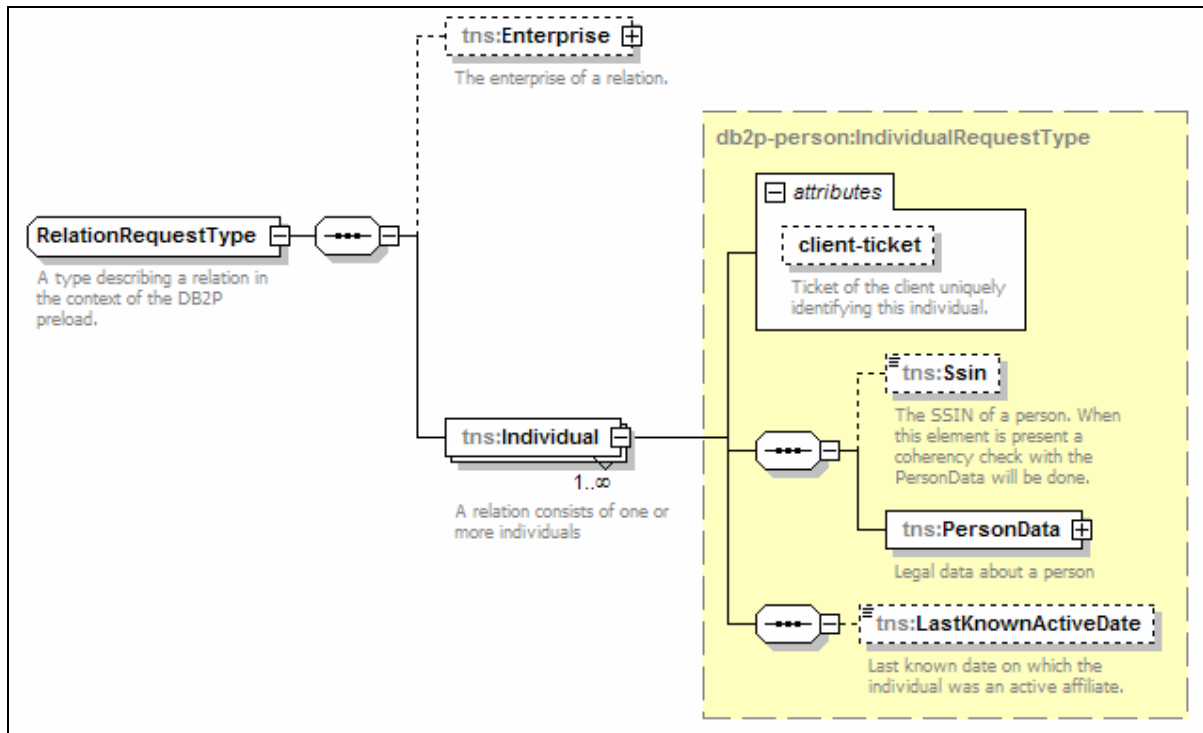 tns:Enterprise
The enterprise of a relation.
db2p-person:IndividualRequestType
attributes
client-ticket
Ticket of the client uniquely
identifying this individual.
RelationRequestType
A type describing a relation in
the context of the DB2P
preload.
tns:Ssin
The SSIN of a person. When
this element is present a
coherency check with the
PersonData will be done.
tns:Individual
1..∞
A relation consists of one or
more individuals
tns:PersonData
Legal data about a person
tns:LastKnownActiveDate
Last known date on which the
individual was an active affiliate.